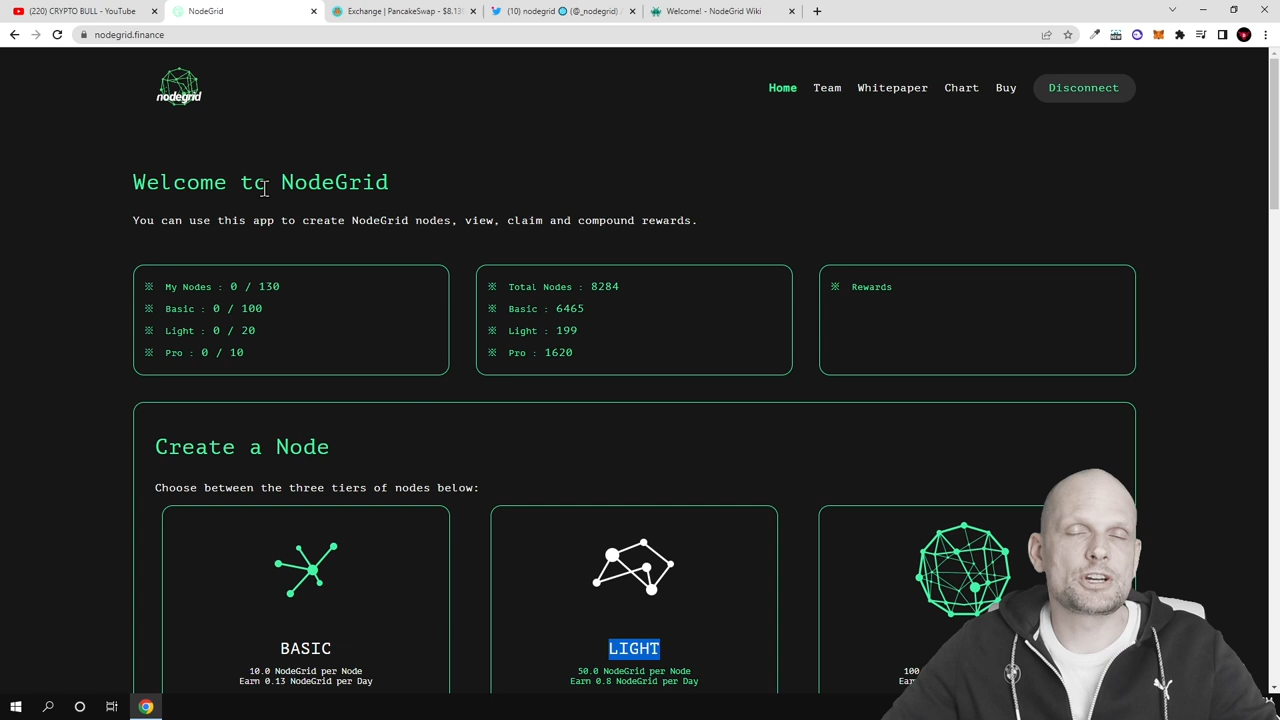 (220) CRYPTO BULL - YouTube
NodeGrid
Exchange | PancakeSwap - $8.13
(10) nodegrid (@_nodegrid) /
Welcome! - NodeGrid Wiki
nodegrid.finance
nodegrid
Home
Team
Whitepaper
Chart
Buy
Disconnect
Welcome to NodeGrid
You can use this app to create NodeGrid nodes, view, claim and compound rewards.
※ My Nodes : 0 / 130
※ Basic : 0 / 100
※ Light : 0 / 20
※ Pro : 0 / 10
※ Total Nodes : 8284
※ Basic : 6465
※ Light : 199
※ Pro : 1620
※ Rewards
Create a Node
Choose between the three tiers of nodes below:
BASIC
10.0 NodeGrid per Node
Earn 0.13 NodeGrid per Day
LIGHT
50.0 NodeGrid per Node
Earn 0.8 NodeGrid per Day